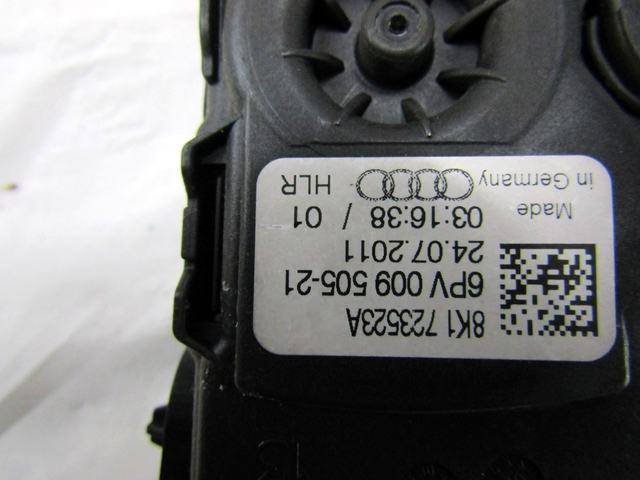 8K1 723523A
6PV 009 505-21
24.07.2011
03:16:38 / 01
Made
in Germany
HLR